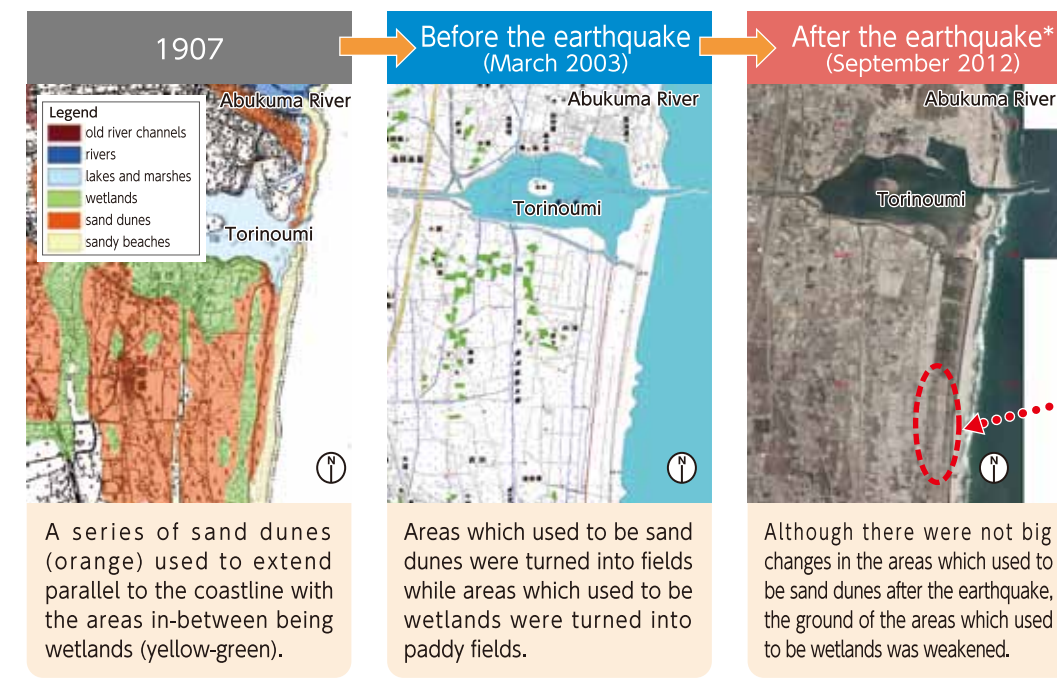 1907
Legend
old river channels
rivers
lakes and marshes
wetlands
sand dunes
sandy beaches
Abukuma River
Torinoumi
N
A series of sand dunes
(orange) used to extend
parallel to the coastline with
the areas in-between being
wetlands (yellow-green).
Before the earthquake
(March 2003)
Abukuma River
Torinoumi
N
Areas which used to be sand
dunes were turned into fields
while areas which used to be
wetlands were turned into
paddy fields.
After the earthquake*
(September 2012)
Abukuma River
Torinoumi
N
Although there were not big
changes in the areas which used to
be sand dunes after the earthquake,
the ground of the areas which used
to be wetlands was weakened.